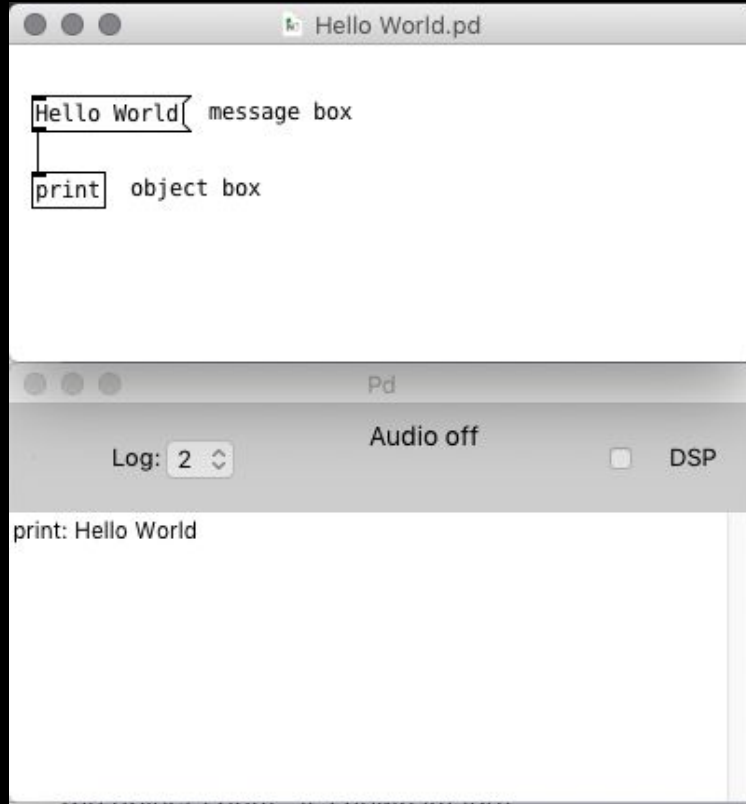 Hello World.pd
Hello World message box
print object box
Pd
Audio off
Log: 2 DSP
print: Hello World